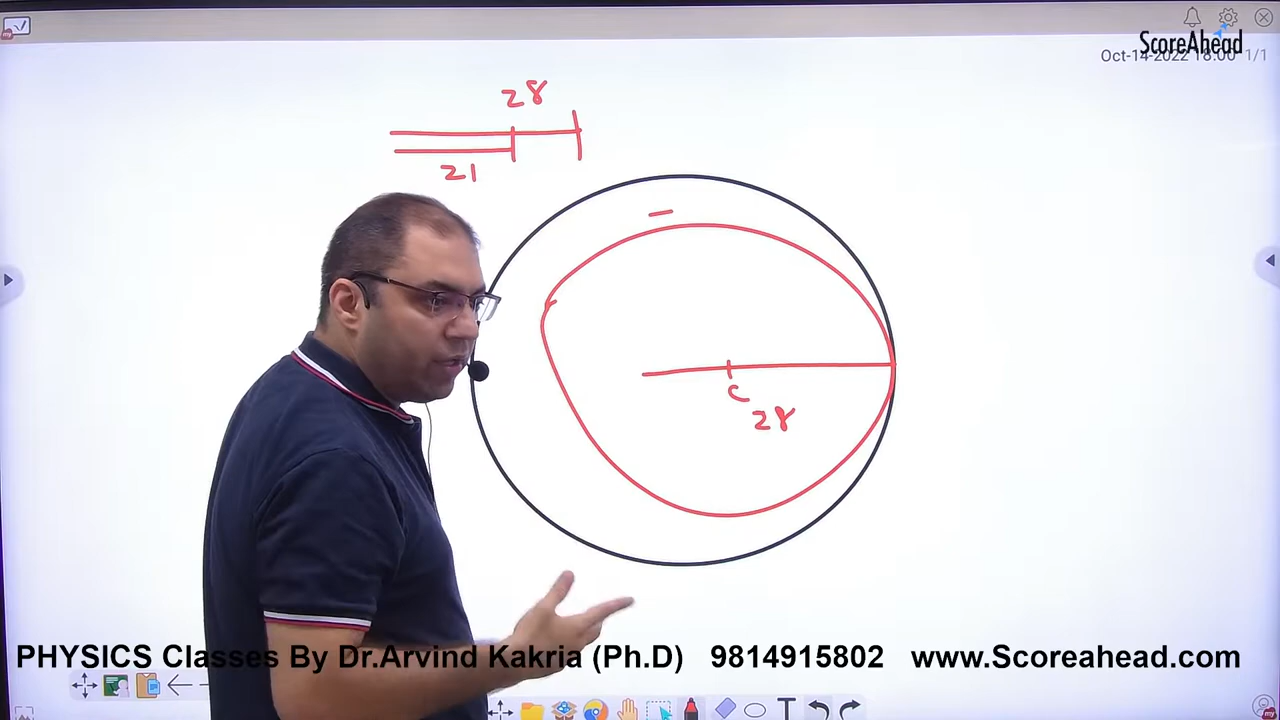 ScoreAhead
Oct-14-2022 18:00 1/1
28
21
C
28
PHYSICS Classes By Dr.Arvind Kakria (Ph.D) 9814915802 www.Scoreahead.com